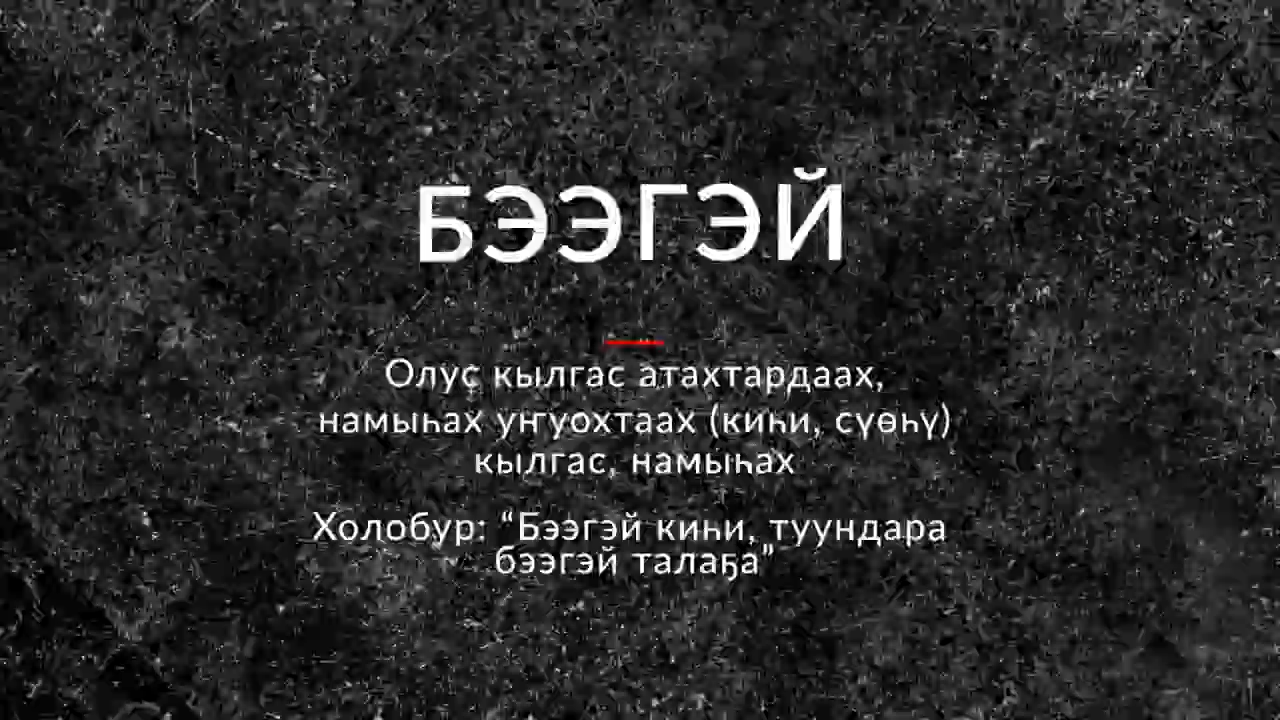 БЭЭГЭЙ
Олус кылгас атахтардаах,
намыһах уҥуохтаах (киһи, сүөһү)
кылгас, намыһах
Холобур: “Бээгэй киһи, туундара
бээгэй талаҕа”